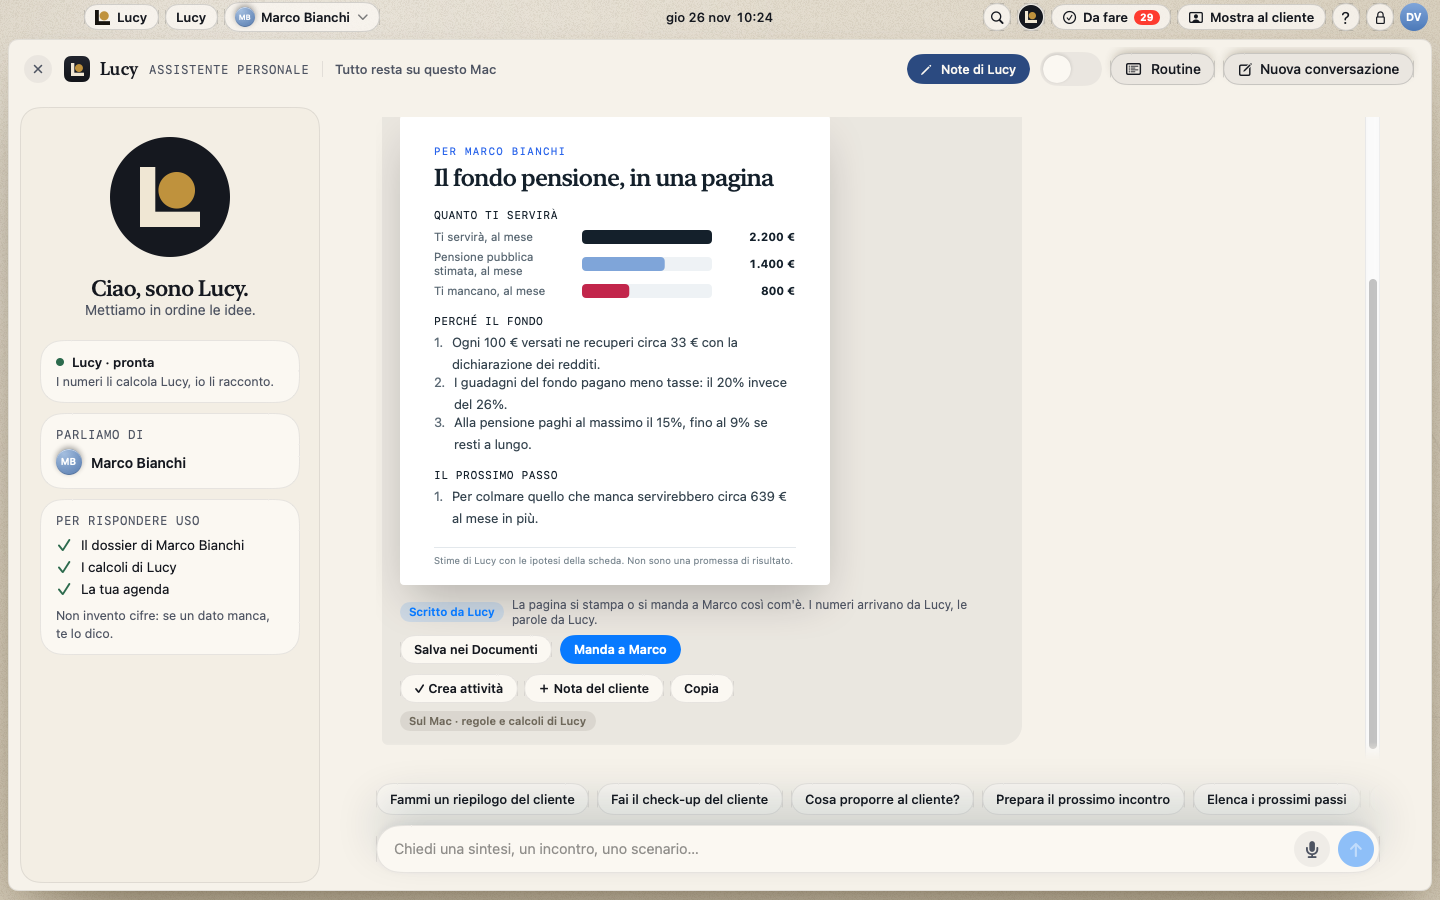 Lucy
Lucy
MB Marco Bianchi
gio 26 nov 10:24
Da fare 29
Mostra al cliente
?
DV
Lucy ASSISTENTE PERSONALE
Tutto resta su questo Mac
Note di Lucy
Routine
Nuova conversazione
Ciao, sono Lucy.
Mettiamo in ordine le idee.
Lucy · pronta
I numeri li calcola Lucy, io li racconto.
PARLIAMO DI
MB Marco Bianchi
PER RISPONDERE USO
Il dossier di Marco Bianchi
I calcoli di Lucy
La tua agenda
Non invento cifre: se un dato manca,
te lo dico.
PER MARCO BIANCHI
Il fondo pensione, in una pagina
QUANTO TI SERVIRÀ
Ti servirà, al mese 2.200 €
Pensione pubblica
stimata, al mese 1.400 €
Ti mancano, al mese 800 €
PERCHÉ IL FONDO
1. Ogni 100 € versati ne recuperi circa 33 € con la
dichiarazione dei redditi.
2. I guadagni del fondo pagano meno tasse: il 20% invece
del 26%.
3. Alla pensione paghi al massimo il 15%, fino al 9% se
resti a lungo.
IL PROSSIMO PASSO
1. Per colmare quello che manca servirebbero circa 639 €
al mese in più.
Stime di Lucy con le ipotesi della scheda. Non sono una promessa di risultato.
Scritto da Lucy
La pagina si stampa o si manda a Marco così com'è. I numeri arrivano da Lucy, le
parole da Lucy.
Salva nei Documenti
Manda a Marco
Crea attività
Nota del cliente
Copia
Sul Mac · regole e calcoli di Lucy
Fammi un riepilogo del cliente
Fai il check-up del cliente
Cosa proporre al cliente?
Prepara il prossimo incontro
Elenca i prossimi passi
Chiedi una sintesi, un incontro, uno scenario...